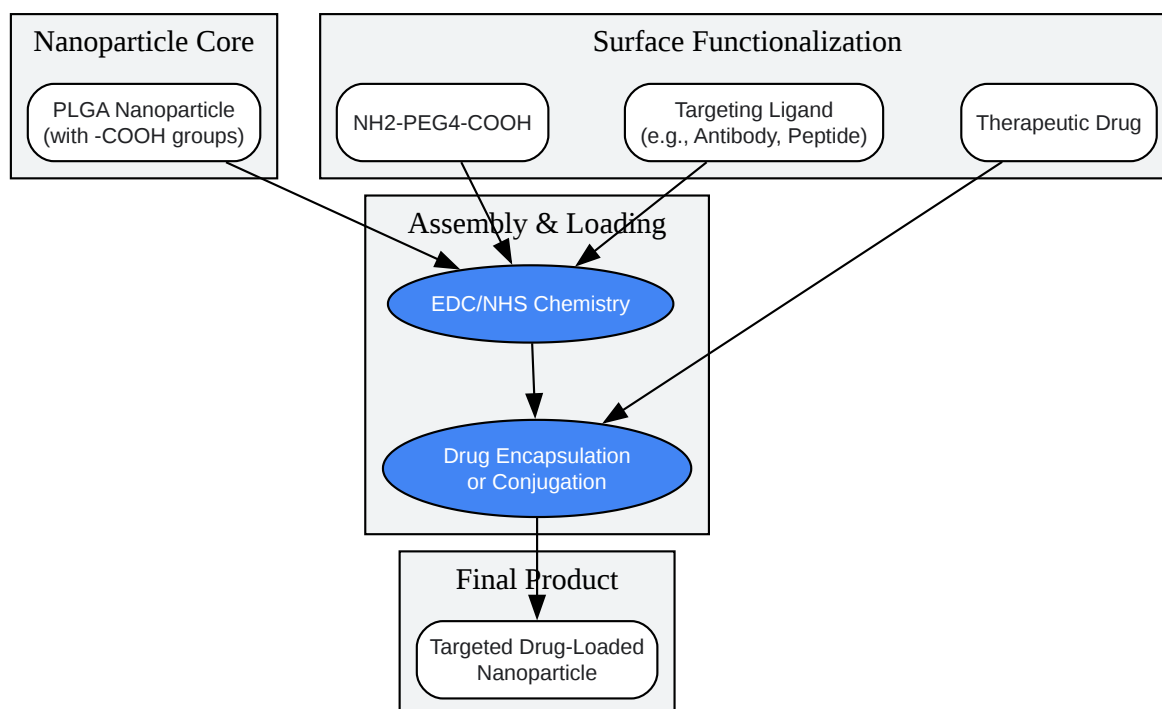 Nanoparticle Core
Surface Functionalization
PLGA Nanoparticle
(with -COOH groups)
NH2-PEG4-COOH
Targeting Ligand
(e.g., Antibody, Peptide)
Therapeutic Drug
Assembly & Loading
EDC/NHS Chemistry
Drug Encapsulation
or Conjugation
Final Product
Targeted Drug-Loaded
Nanoparticle